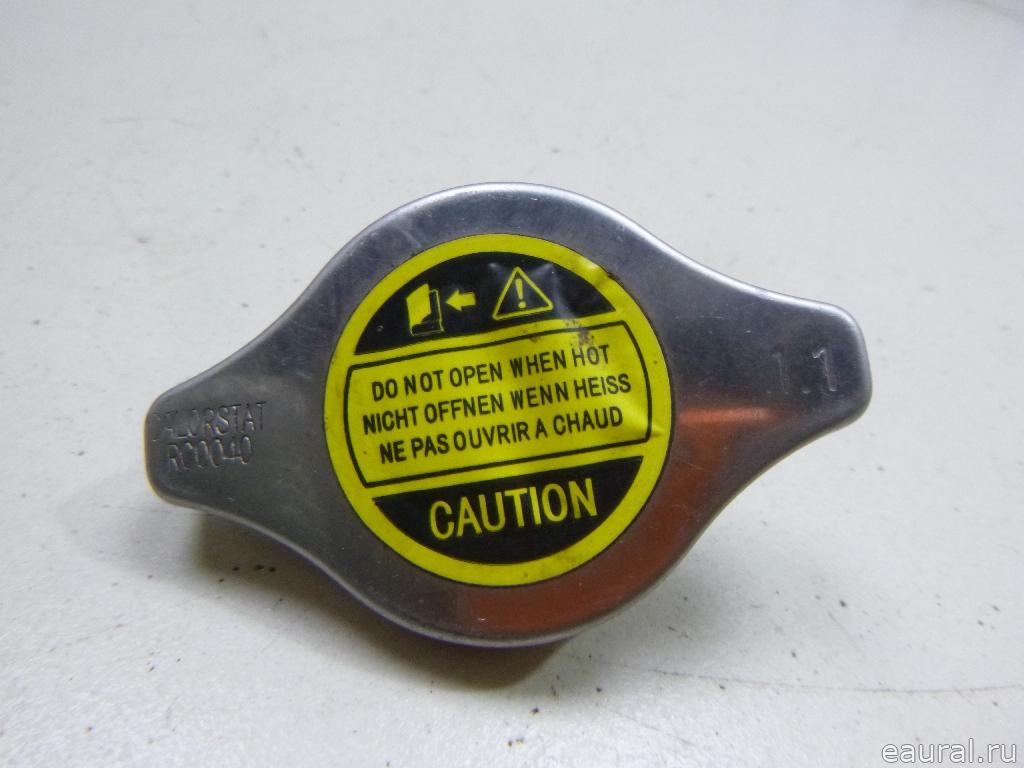 DO NOT OPEN WHEN HOT
NICHT OFFNEN WENN HEISS
NE PAS OUVRIR A CHAUD
CAUTION
CALORSTAT
RC0040
1.1
eaural.ru